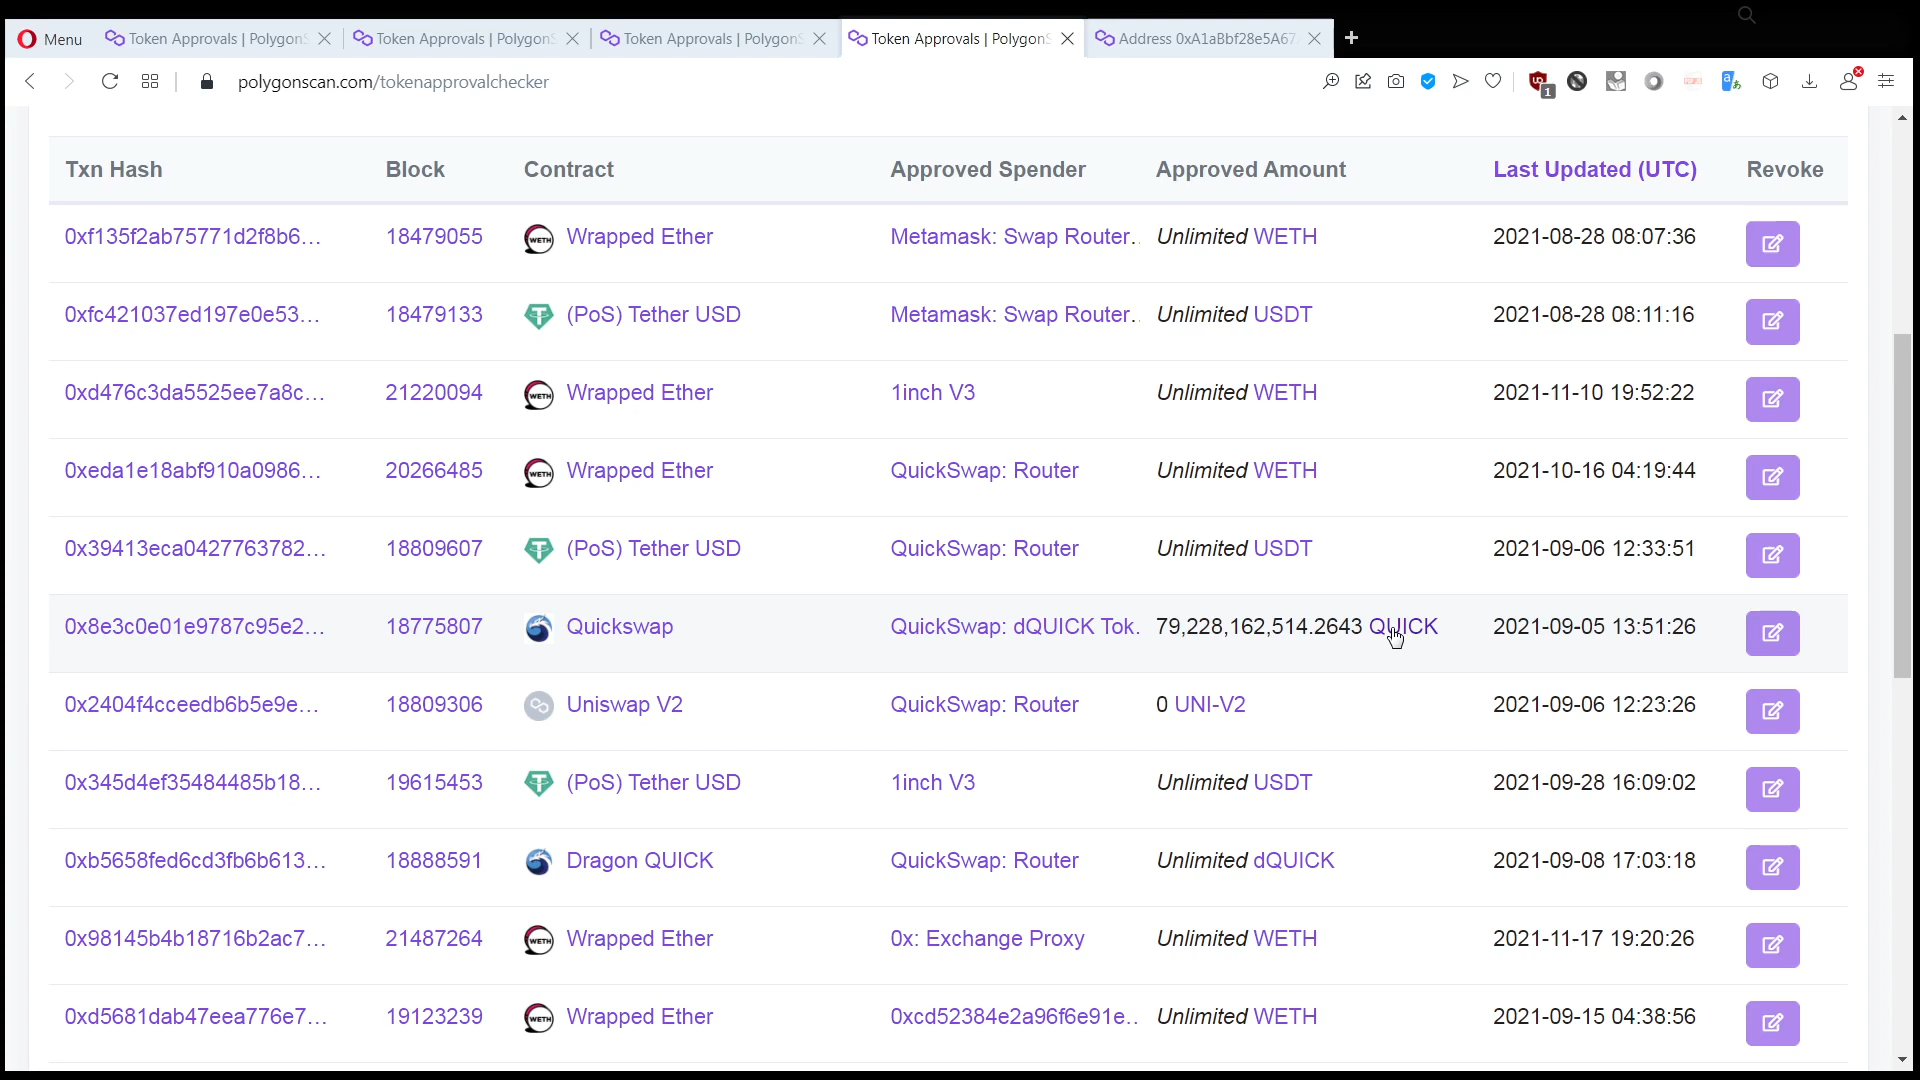 Menu Token Approvals | Polygon Token Approvals | Polygon Token Approvals | Polygon Token Approvals | PolygonS Address 0xA1aBbf28e5A67
polygonscan.com/tokenapprovalchecker 1
Txn Hash Block Contract Approved Spender Approved Amount Last Updated (UTC) Revoke
0xf135f2ab75771d2f8b6... 18479055 WETH Wrapped Ether Metamask: Swap Router.. Unlimited WETH 2021-08-28 08:07:36
0xfc421037ed197e0e53... 18479133 (PoS) Tether USD Metamask: Swap Router.. Unlimited USDT 2021-08-28 08:11:16
0xd476c3da5525ee7a8c... 21220094 WETH Wrapped Ether 1inch V3 Unlimited WETH 2021-11-10 19:52:22
0xeda1e18abf910a0986... 20266485 WETH Wrapped Ether QuickSwap: Router Unlimited WETH 2021-10-16 04:19:44
0x39413eca0427763782... 18809607 (PoS) Tether USD QuickSwap: Router Unlimited USDT 2021-09-06 12:33:51
0x8e3c0e01e9787c95e2... 18775807 Quickswap QuickSwap: dQUICK Tok. 79,228,162,514.2643 QUICK 2021-09-05 13:51:26
0x2404f4cceedb6b5e9e... 18809306 Uniswap V2 QuickSwap: Router 0 UNI-V2 2021-09-06 12:23:26
0x345d4ef35484485b18... 19615453 (PoS) Tether USD 1inch V3 Unlimited USDT 2021-09-28 16:09:02
0xb5658fed6cd3fb6b613... 18888591 Dragon QUICK QuickSwap: Router Unlimited dQUICK 2021-09-08 17:03:18
0x98145b4b18716b2ac7... 21487264 WETH Wrapped Ether 0x: Exchange Proxy Unlimited WETH 2021-11-17 19:20:26
0xd5681dab47eea776e7... 19123239 WETH Wrapped Ether 0xcd52384e2a96f6e91e.. Unlimited WETH 2021-09-15 04:38:56